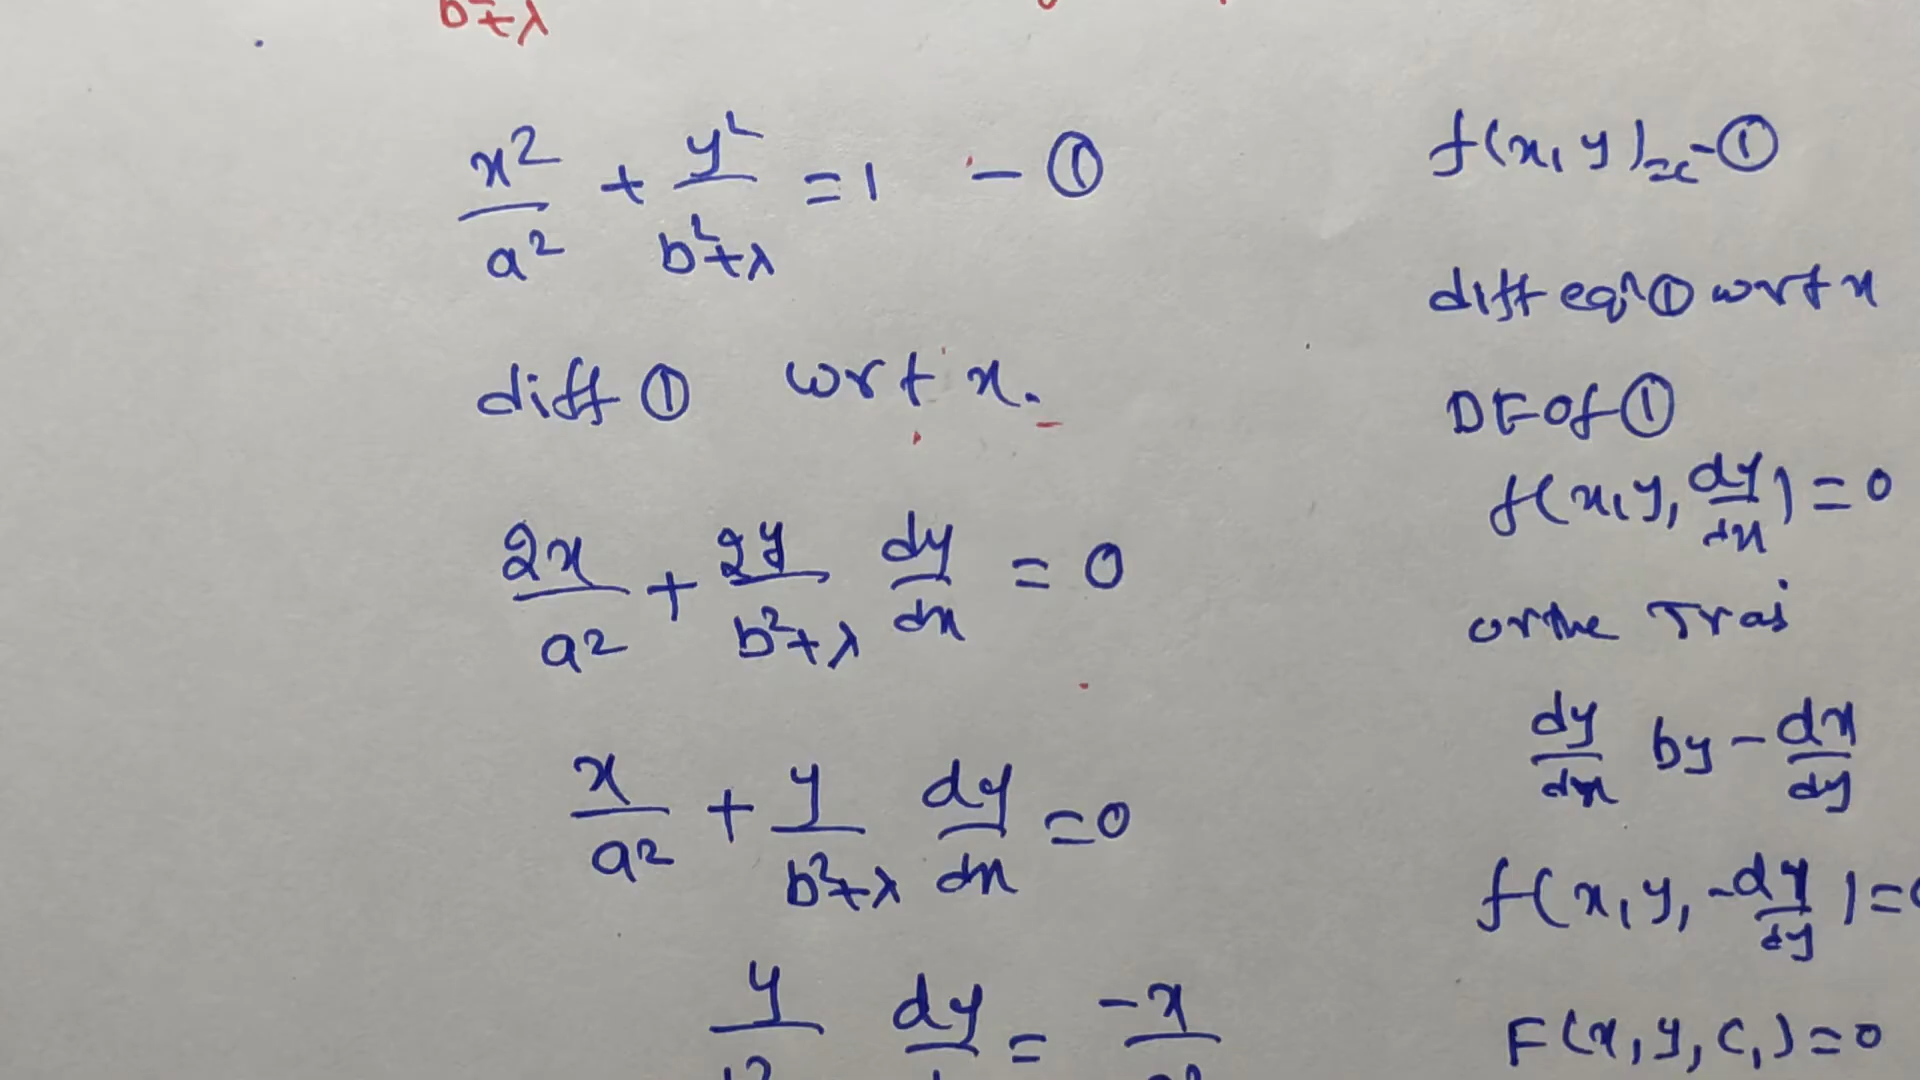 b²+λ
x²/a² + y²/b²+λ = 1 - ①
diff ① wrt x.
2x/a² + 2y/b²+λ dy/dx = 0
x/a² + y/b²+λ dy/dx = 0
y dy = -x
f(x, y)=c - ①
diff eqn ① wrt x
DE of ①
f(x, y, dy/dx) = 0
Traj
dy/dx by - dx/dy
f(x, y, -dy/dy) =
F(x, y, c₁) = 0